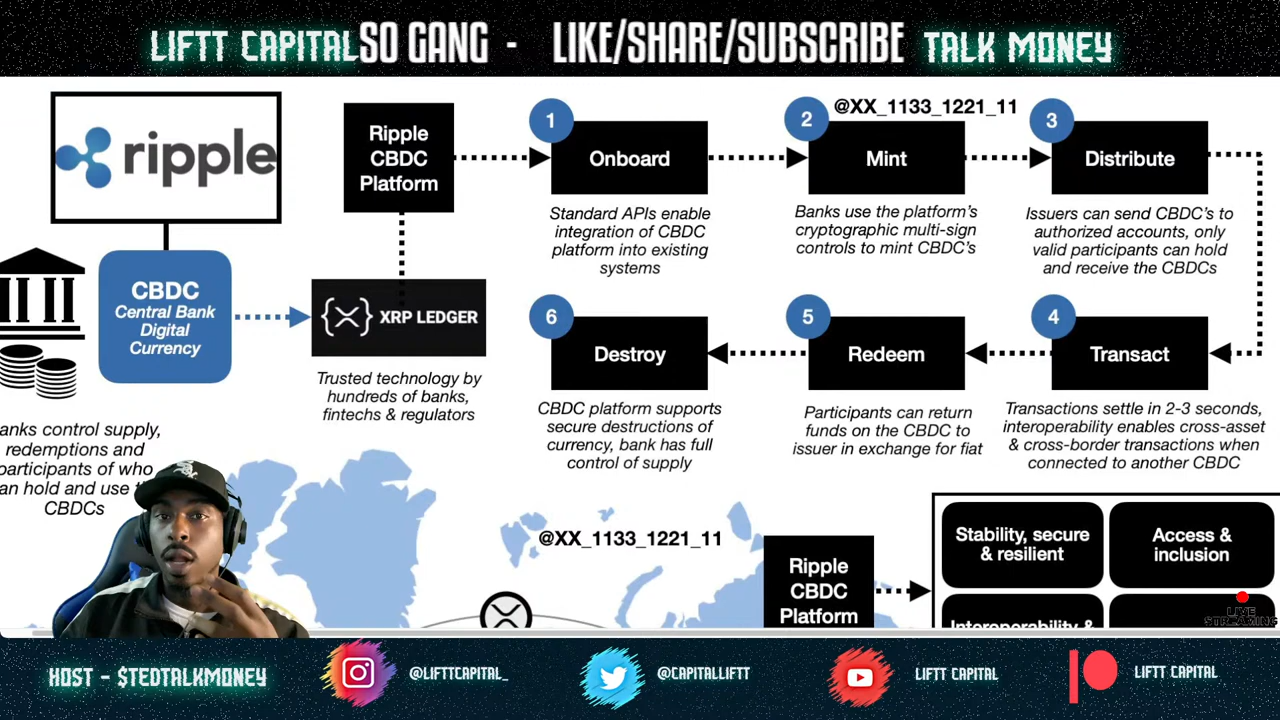 LIFTT CAPITAL SO GANG - LIKE/SHARE/SUBSCRIBE TALK MONEY
ripple
Ripple
CBDC
Platform
CBDC
Central Bank
Digital
Currency
{X} XRP LEDGER
Trusted technology by
hundreds of banks,
fintechs & regulators
anks control supply,
redemptions and
participants of who
an hold and use
CBDCs
1
Onboard
Standard APIs enable
integration of CBDC
platform into existing
systems
@XX_1133_1221_11
2
Mint
Banks use the platform's
cryptographic multi-sign
controls to mint CBDC's
3
Distribute
Issuers can send CBDC's to
authorized accounts, only
valid participants can hold
and receive the CBDCs
4
Transact
Transactions settle in 2-3 seconds,
interoperability enables cross-asset
& cross-border transactions when
connected to another CBDC
5
Redeem
Participants can return
funds on the CBDC to
issuer in exchange for fiat
6
Destroy
CBDC platform supports
secure destructions of
currency, bank has full
control of supply
@XX_1133_1221_11
Ripple
CBDC
Platform
Stability, secure
& resilient
Access &
inclusion
Interoperability &
LIVE
STREAMING
HOST - $TEDTALKMONEY
@LIFTTCAPITAL_
@CAPITALLIFTT
LIFTT CAPITAL
LIFTT CAPITAL